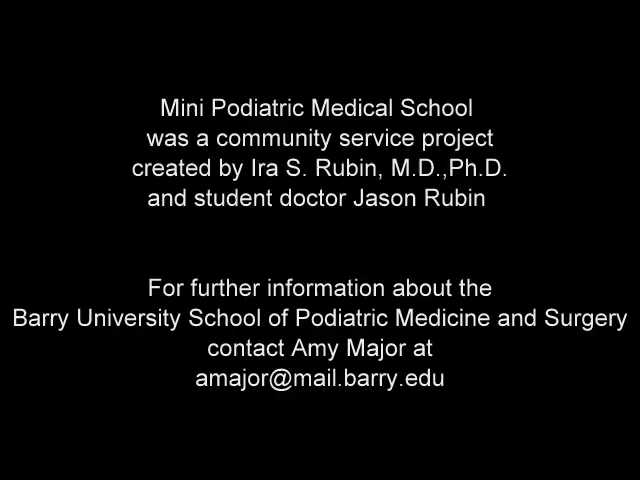 Mini Podiatric Medical School
was a community service project
created by Ira S. Rubin, M.D.,Ph.D.
and student doctor Jason Rubin
For further information about the
Barry University School of Podiatric Medicine and Surgery
contact Amy Major at
amajor@mail.barry.edu